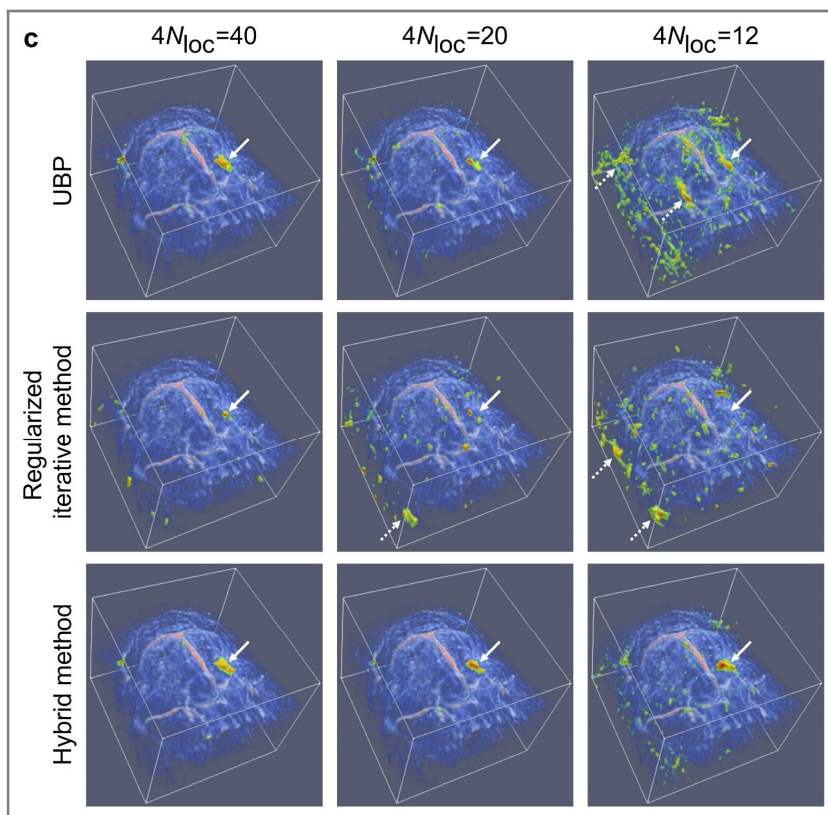 c
4Nloc=40
4Nloc=20
4Nloc=12
UBP
Regularized
iterative method
Hybrid method